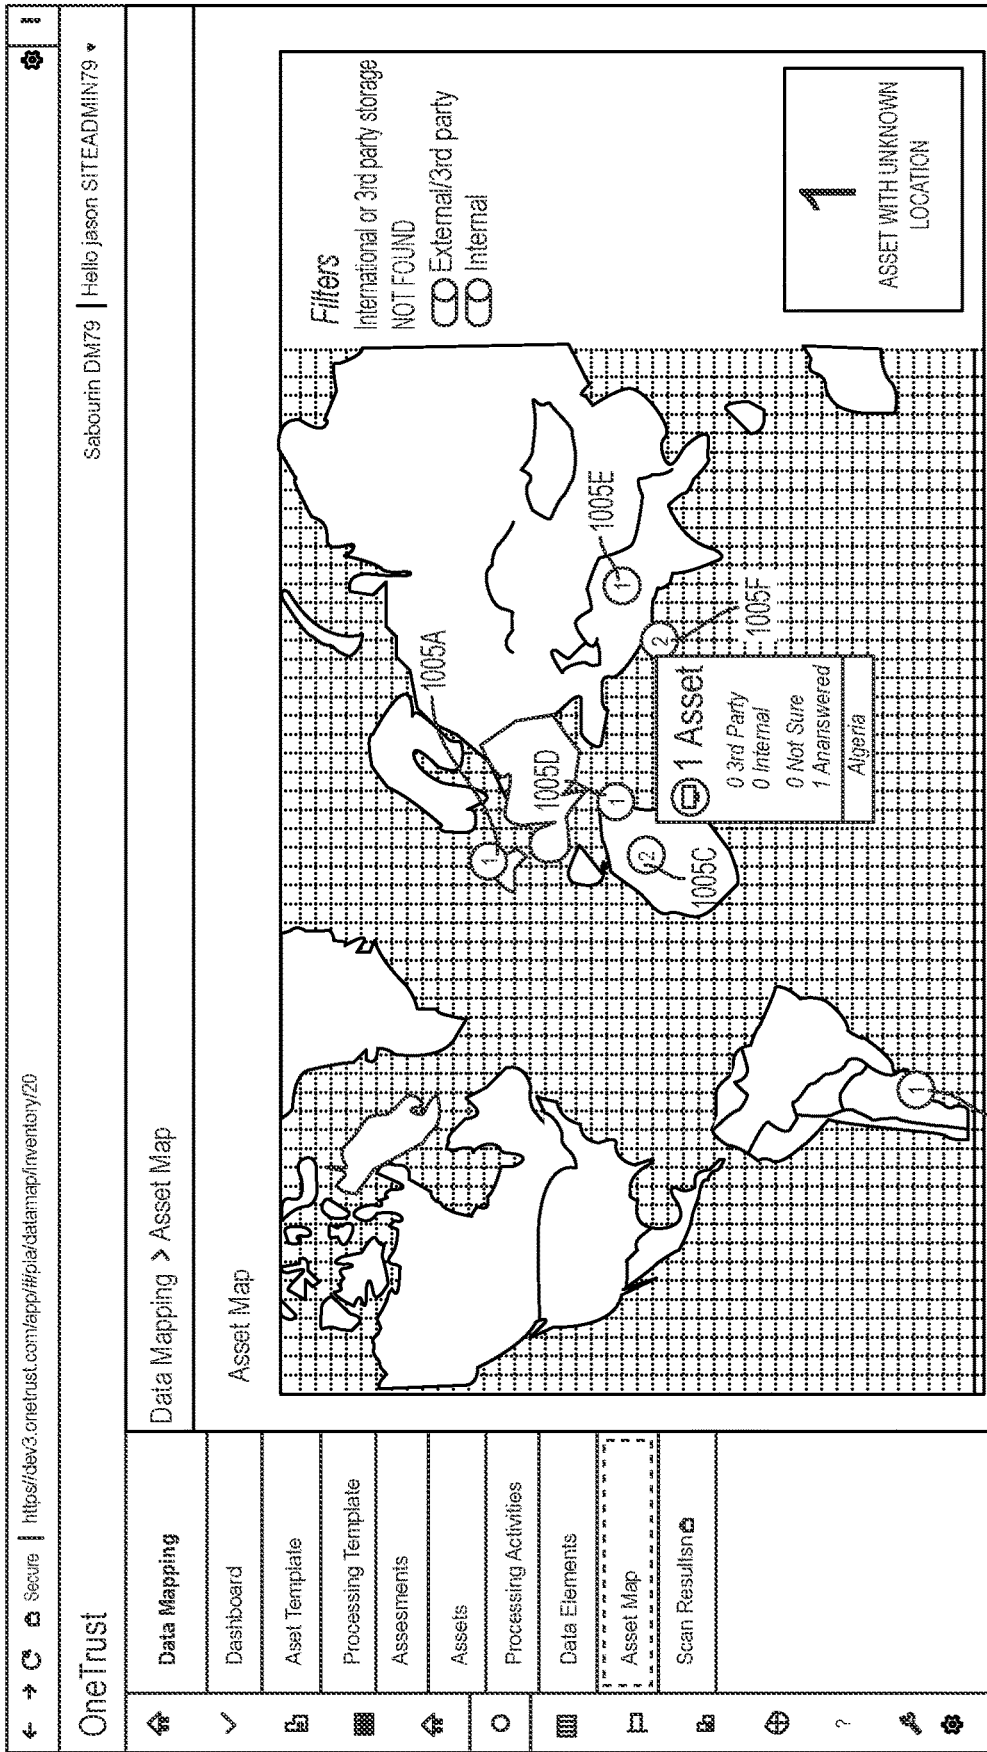 Secure | https//dev3.onetrust.com/app/#/pia/datamap/inventory/20
OneTrust
Sabourin DM79 | Hello jason SITEADMIN79
Data Mapping
Dashboard
Aset Template
Processing Template
Assesments
Assets
Processing Activities
Data Elements
Asset Map
Scan Resultsn
?
Data Mapping > Asset Map
Asset Map
Filters
International or 3rd party storage
NOT FOUND
External/3rd party
Internal
1005A
1
1005D
1
12
1005C
1
1005E
2
1005F
1
1 Asset
0 3rd Party
0 Internal
0 Not Sure
1 Ananswered
Algeria
1
ASSET WITH UNKNOWN
LOCATION